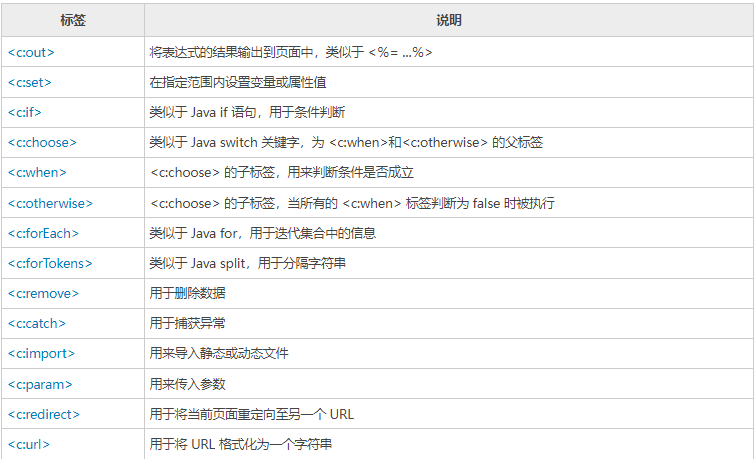 标签 说明
<c:out> 将表达式的结果输出到页面中，类似于 <%= ...%>
<c:set> 在指定范围内设置变量或属性值
<c:if> 类似于 Java if 语句，用于条件判断
<c:choose> 类似于 Java switch 关键字，为 <c:when>和<c:otherwise> 的父标签
<c:when> <c:choose> 的子标签，用来判断条件是否成立
<c:otherwise> <c:choose> 的子标签，当所有的 <c:when> 标签判断为 false 时被执行
<c:forEach> 类似于 Java for，用于迭代集合中的信息
<c:forTokens> 类似于 Java split，用于分隔字符串
<c:remove> 用于删除数据
<c:catch> 用于捕获异常
<c:import> 用来导入静态或动态文件
<c:param> 用来传入参数
<c:redirect> 用于将当前页面重定向至另一个 URL
<c:url> 用于将 URL 格式化为一个字符串